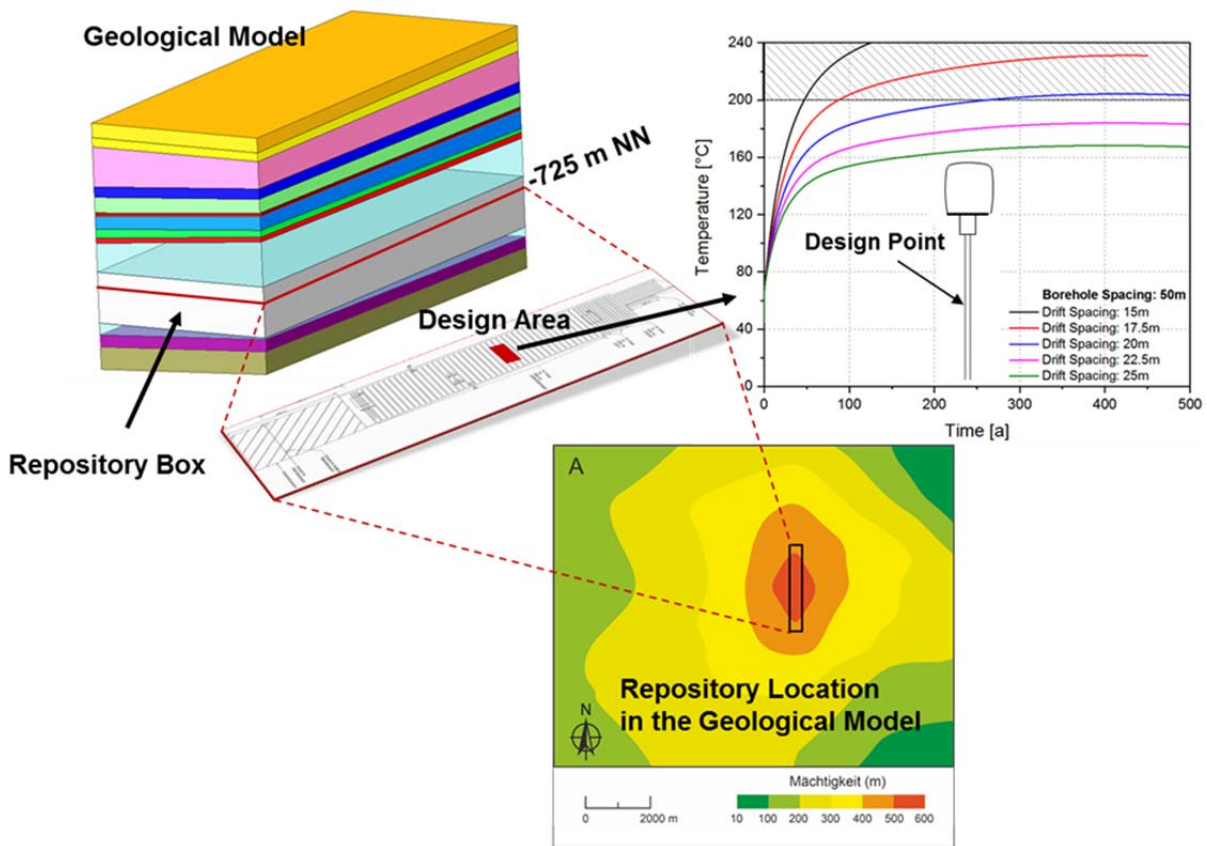 Geological Model
-725 m NN
Design Area
Repository Box
240
200
160
120
80
40
0
Temperature [°C]
Design Point
Borehole Spacing: 50m
Drift Spacing: 15m
Drift Spacing: 17.5m
Drift Spacing: 20m
Drift Spacing: 22.5m
Drift Spacing: 25m
0 100 200 300 400 500
Time [a]
A
Repository Location
in the Geological Model
N
Mächtigkeit (m)
0 2000 m
10 100 200 300 400 500 600